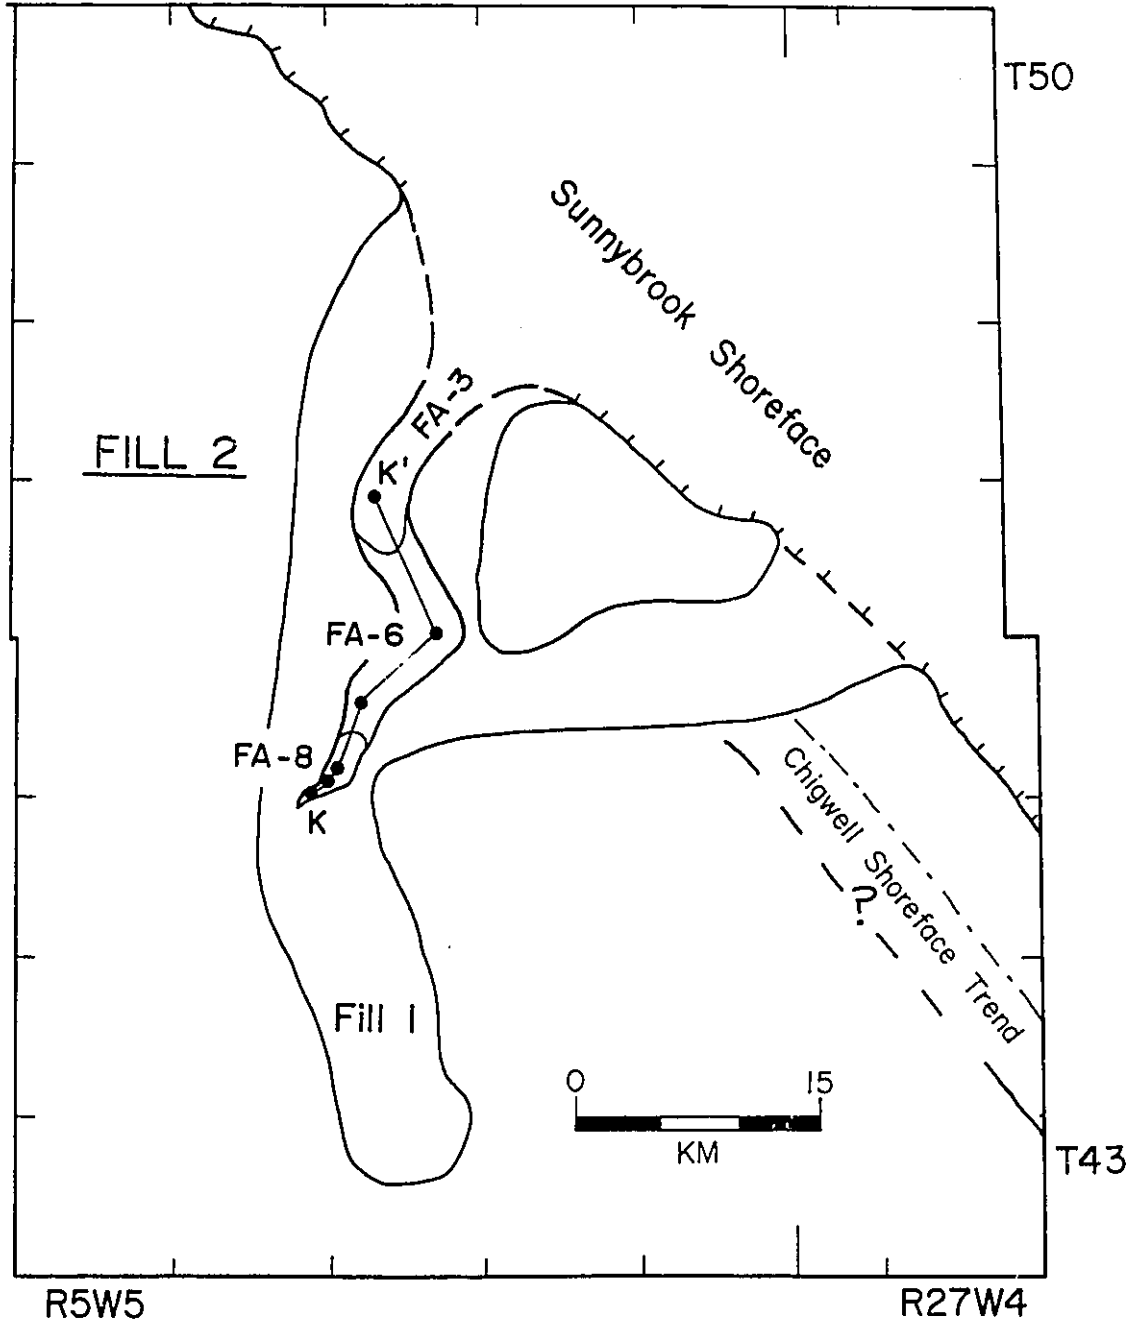 T50
Sunnybrook Shoreface
FA-3
FILL 2
K'
FA-6
FA-8
K
Chigwell Shoreface Trend
?
Fill 1
0 15
KM
T43
R5W5 R27W4